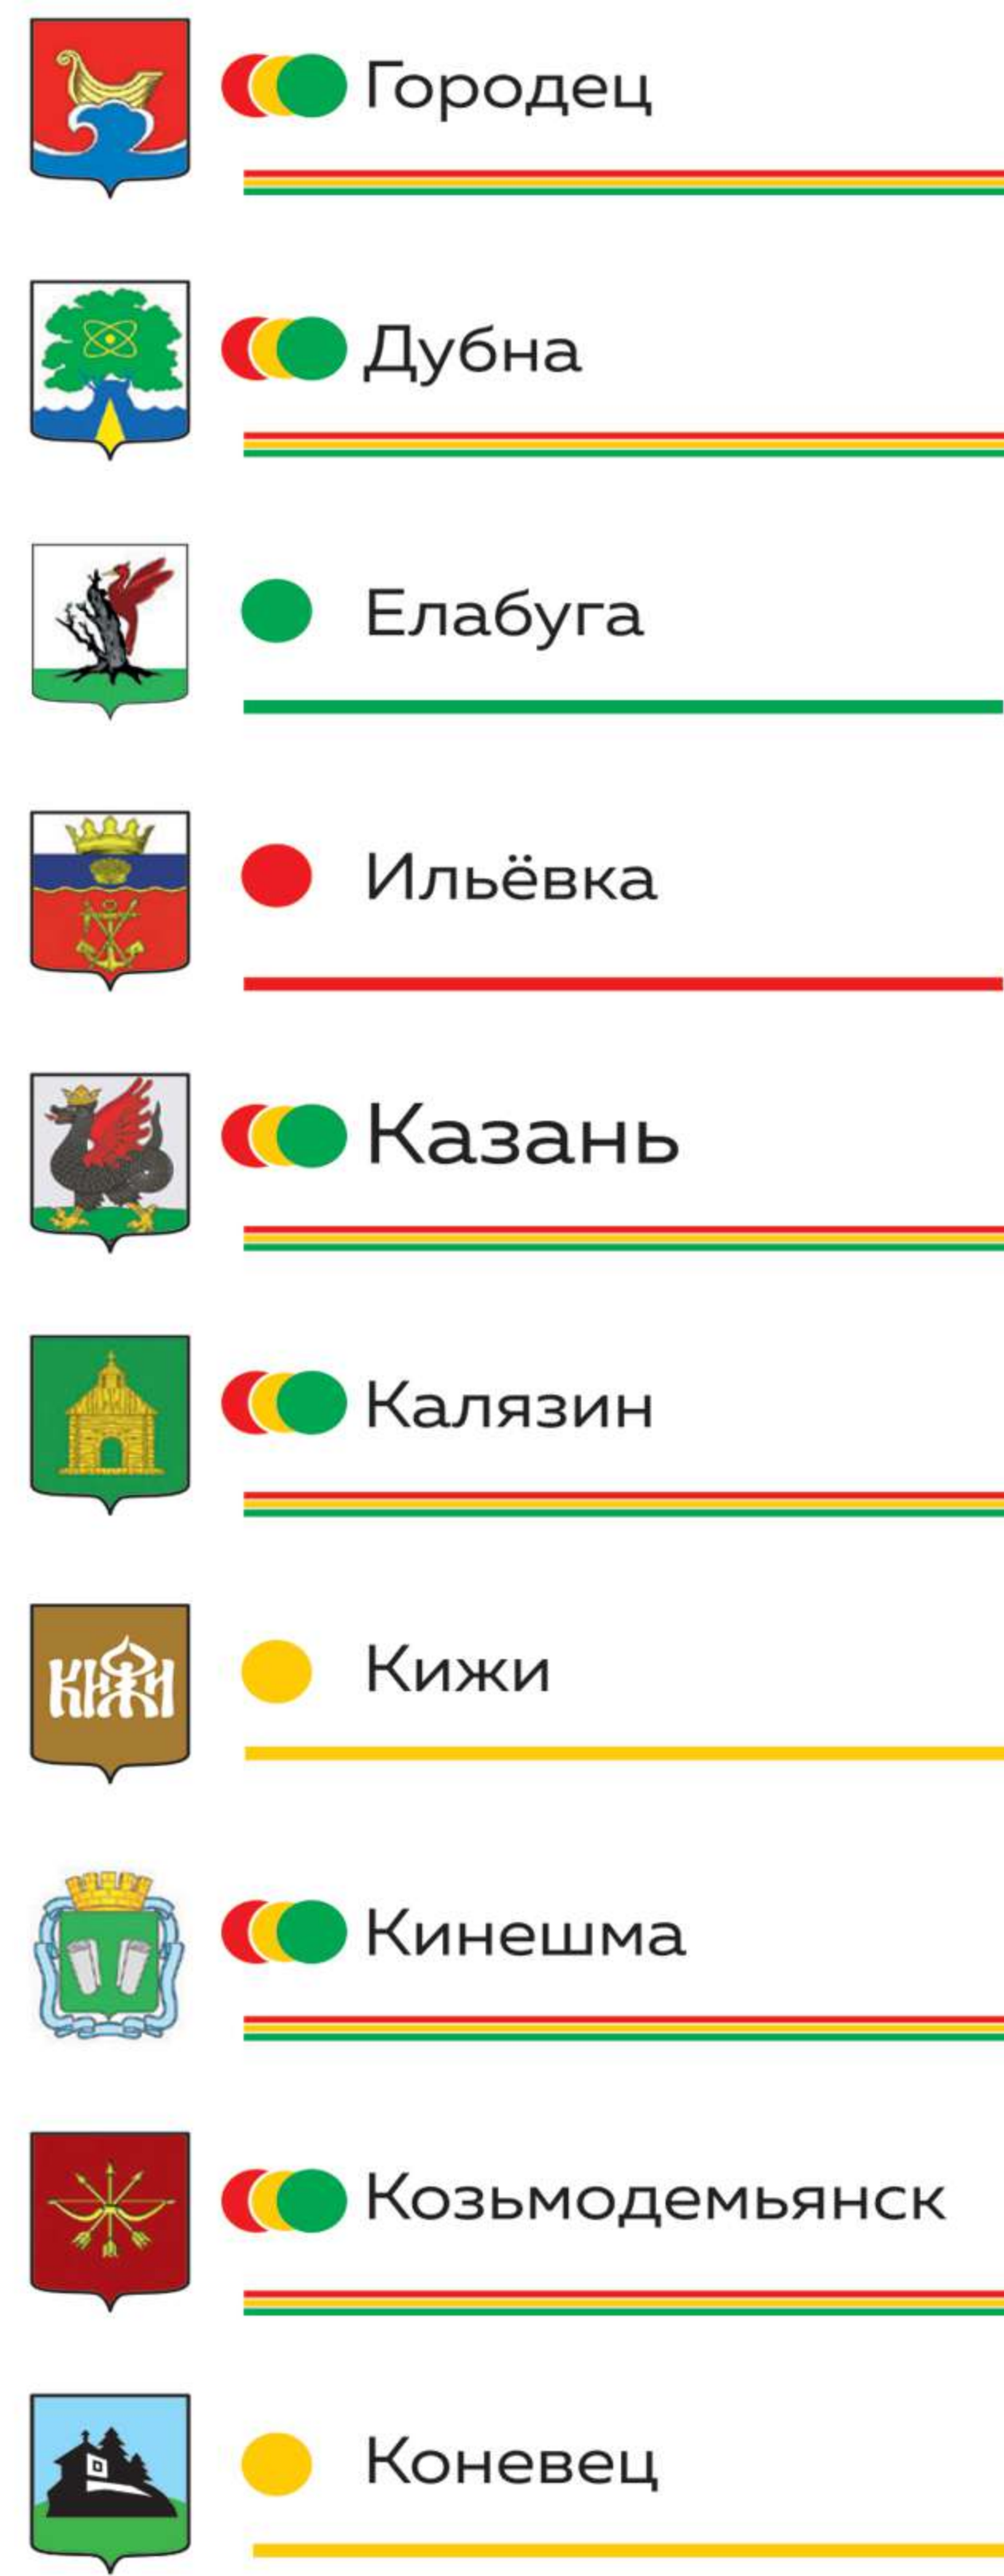 Городец
Дубна
Елабуга
Ильёвка
Казань
Калязин
КИЖИ
Кижи
Кинешма
Козьмодемьянск
Коневец